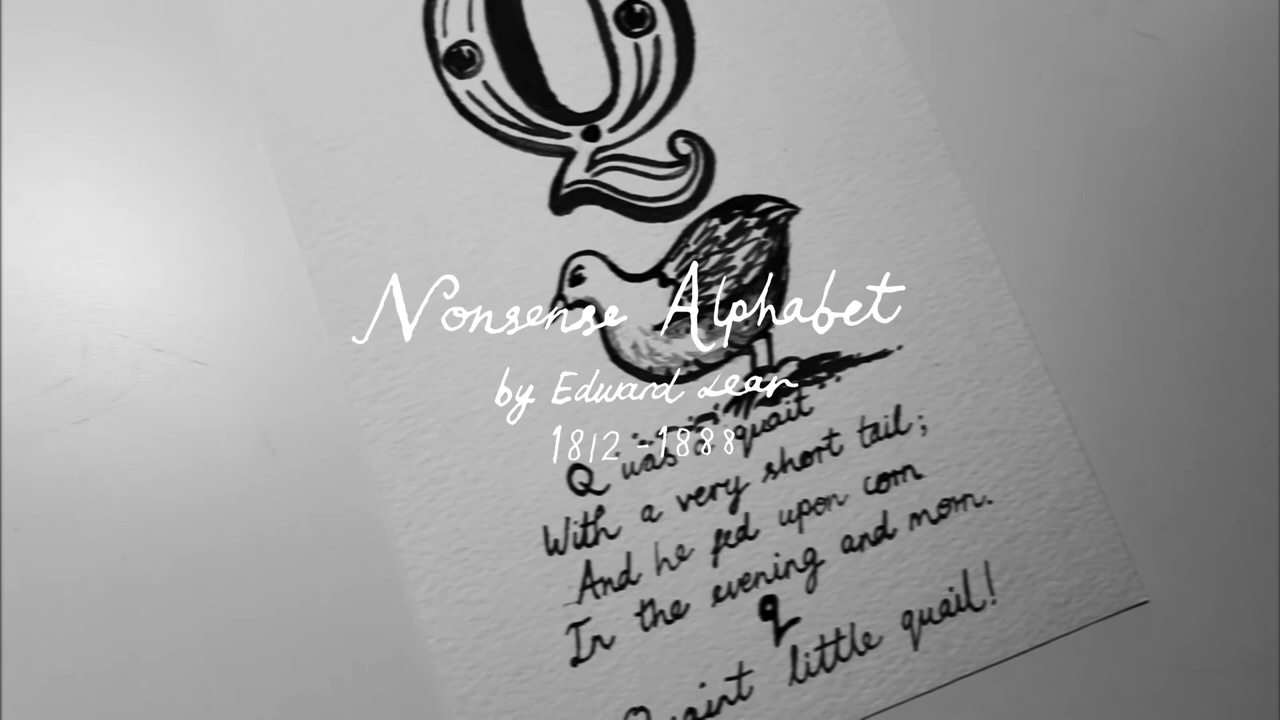 Q
Nonsense Alphabet
by Edward Lear
1812 - 1888
Q was a quail
With a very short tail;
And he fed upon corn
In the evening and morn.
q
Quaint little quail!